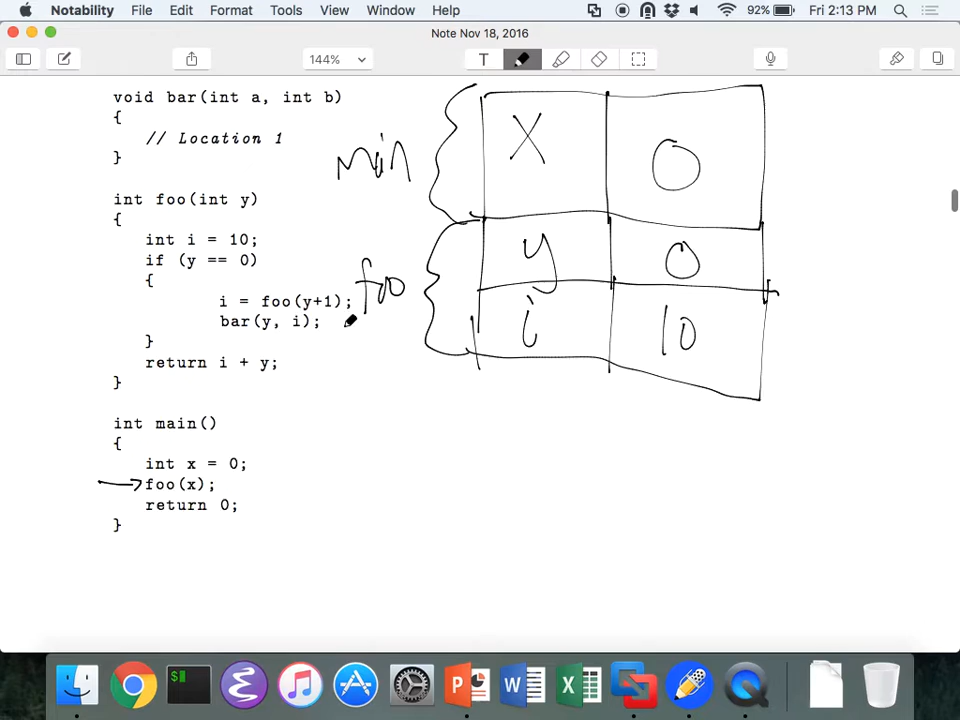 Notability File Edit Format Tools View Window Help 92% Fri 2:13 PM
Note Nov 18, 2016
144% T
void bar(int a, int b)
{
// Location 1
}
int foo(int y)
{
int i = 10;
if (y == 0)
{
i = foo(y+1);
bar(y, i);
}
return i + y;
}
int main()
{
int x = 0;
foo(x);
return 0;
}
min X 0
foo y 0
i 10
$
P W X